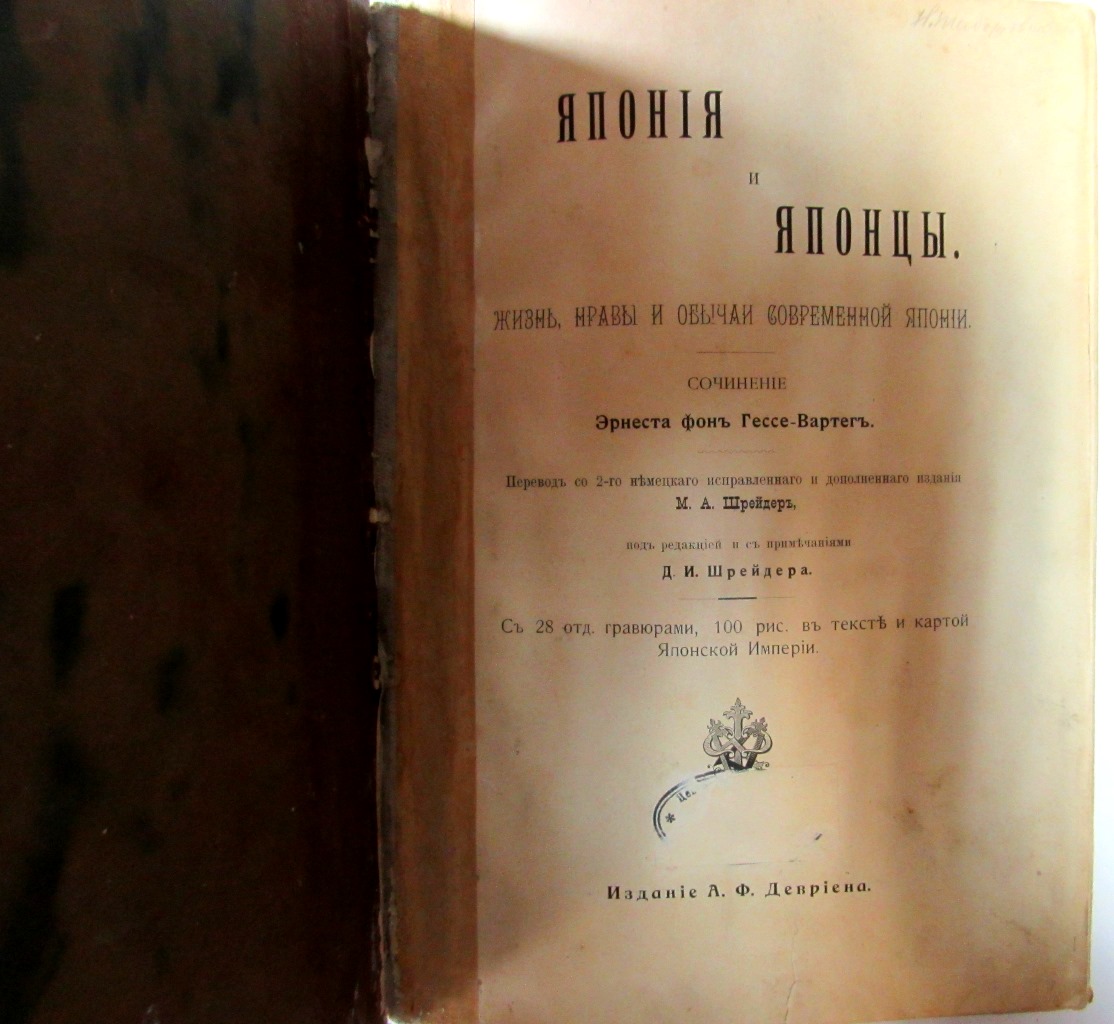 ЯПОНІЯ
И
ЯПОНЦЫ.
ЖИЗНЬ, НРАВЫ И ОБЫЧАИ СОВРЕМЕННОЙ ЯПОНІИ.
СОЧИНЕНІЕ
Эрнеста фонъ Гессе-Вартегъ.
Переводъ со 2-го нѣмецкаго исправленнаго и дополненнаго изданія
М. А. Шрейдеръ,
подъ редакціей и съ примѣчаніями
Д. И. Шрейдера.
Съ 28 отд. гравюрами, 100 рис. въ текстѣ и картой
Японской Имперіи.
* Це.
Изданіе А. Ф. Девріена.